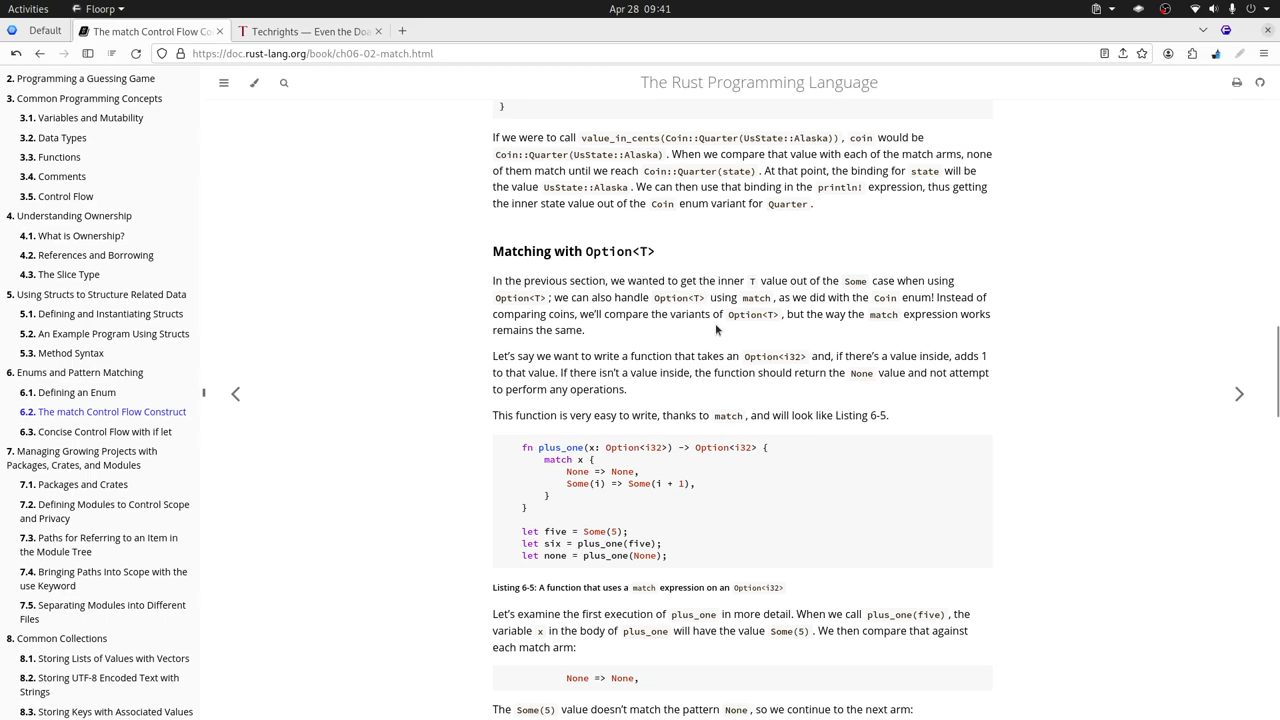 Activities
Floorp
Apr 28 09:41
Default
The match Control Flow Co
Techrights — Even the Doa
https://doc.rust-lang.org/book/ch06-02-match.html
2. Programming a Guessing Game
3. Common Programming Concepts
3.1. Variables and Mutability
3.2. Data Types
3.3. Functions
3.4. Comments
3.5. Control Flow
4. Understanding Ownership
4.1. What is Ownership?
4.2. References and Borrowing
4.3. The Slice Type
5. Using Structs to Structure Related Data
5.1. Defining and Instantiating Structs
5.2. An Example Program Using Structs
5.3. Method Syntax
6. Enums and Pattern Matching
6.1. Defining an Enum
6.2. The match Control Flow Construct
6.3. Concise Control Flow with if let
7. Managing Growing Projects with
Packages, Crates, and Modules
7.1. Packages and Crates
7.2. Defining Modules to Control Scope
and Privacy
7.3. Paths for Referring to an Item in
the Module Tree
7.4. Bringing Paths Into Scope with the
use Keyword
7.5. Separating Modules into Different
Files
8. Common Collections
8.1. Storing Lists of Values with Vectors
8.2. Storing UTF-8 Encoded Text with
Strings
8.3. Storing Keys with Associated Values
The Rust Programming Language
}
If we were to call value_in_cents(Coin::Quarter(UsState::Alaska)), coin would be
Coin::Quarter(UsState::Alaska). When we compare that value with each of the match arms, none
of them match until we reach Coin::Quarter(state). At that point, the binding for state will be
the value UsState::Alaska. We can then use that binding in the println! expression, thus getting
the inner state value out of the Coin enum variant for Quarter.
Matching with Option<T>
In the previous section, we wanted to get the inner T value out of the Some case when using
Option<T>; we can also handle Option<T> using match, as we did with the Coin enum! Instead of
comparing coins, we’ll compare the variants of Option<T>, but the way the match expression works
remains the same.
Let’s say we want to write a function that takes an Option<i32> and, if there’s a value inside, adds 1
to that value. If there isn’t a value inside, the function should return the None value and not attempt
to perform any operations.
This function is very easy to write, thanks to match, and will look like Listing 6-5.
fn plus_one(x: Option<i32>) -> Option<i32> {
match x {
None => None,
Some(i) => Some(i + 1),
}
}
let five = Some(5);
let six = plus_one(five);
let none = plus_one(None);
Listing 6-5: A function that uses a match expression on an Option<i32>
Let’s examine the first execution of plus_one in more detail. When we call plus_one(five), the
variable x in the body of plus_one will have the value Some(5). We then compare that against
each match arm:
None => None,
The Some(5) value doesn’t match the pattern None, so we continue to the next arm: